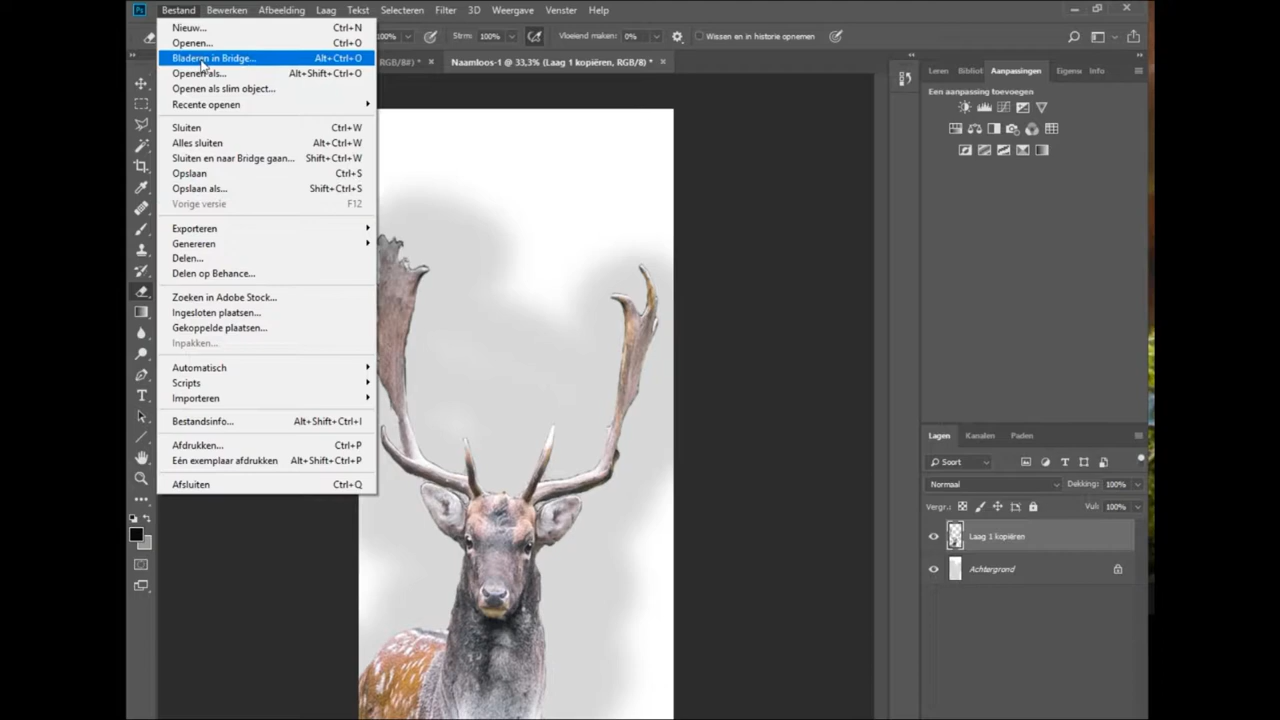 Ps Bestand Bewerken Afbeelding Laag Tekst Selecteren Filter 3D Weergave Venster Help
100% Strm: 100% Vloeiend maken: 0% Wissen en in historie opnemen
RGB/8#) * × Naamloos-1 @ 33,3% (Laag 1 kopiëren, RGB/8) * ×
Nieuw... Ctrl+N
Openen... Ctrl+O
Bladeren in Bridge... Alt+Ctrl+O
Openen als... Alt+Shift+Ctrl+O
Openen als slim object...
Recente openen
Sluiten Ctrl+W
Alles sluiten Alt+Ctrl+W
Sluiten en naar Bridge gaan... Shift+Ctrl+W
Opslaan Ctrl+S
Opslaan als... Shift+Ctrl+S
Vorige versie F12
Exporteren
Genereren
Delen...
Delen op Behance...
Zoeken in Adobe Stock...
Ingesloten plaatsen...
Gekoppelde plaatsen...
Inpakken...
Automatisch
Scripts
Importeren
Bestandsinfo... Alt+Shift+Ctrl+I
Afdrukken... Ctrl+P
Eén exemplaar afdrukken Alt+Shift+Ctrl+P
Afsluiten Ctrl+Q
Leren Bibliot Aanpassingen Eigenu Info
Een aanpassing toevoegen
Lagen Kanalen Paden
Soort
Normaal Dekking: 100%
Vergr.: Vul: 100%
Laag 1 kopiëren
Achtergrond